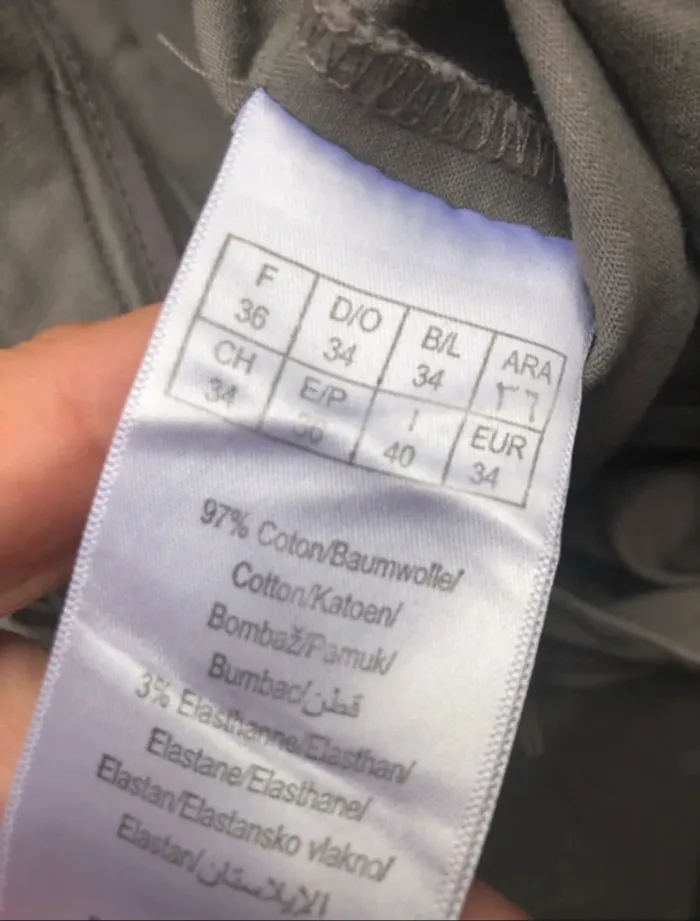 F D/O B/L ARA
36 34 34 ٣٦
CH E/P I EUR
34 36 40 34
97% Coton/Baumwolle/
Cotton/Katoen/
Bombaž/Pamuk/
Bumbac/قطن
3% Elasthanne/Elasthan/
Elastane/Elasthane/
Elastan/Elastansko vlakno/
Elastan/الإيلاستان